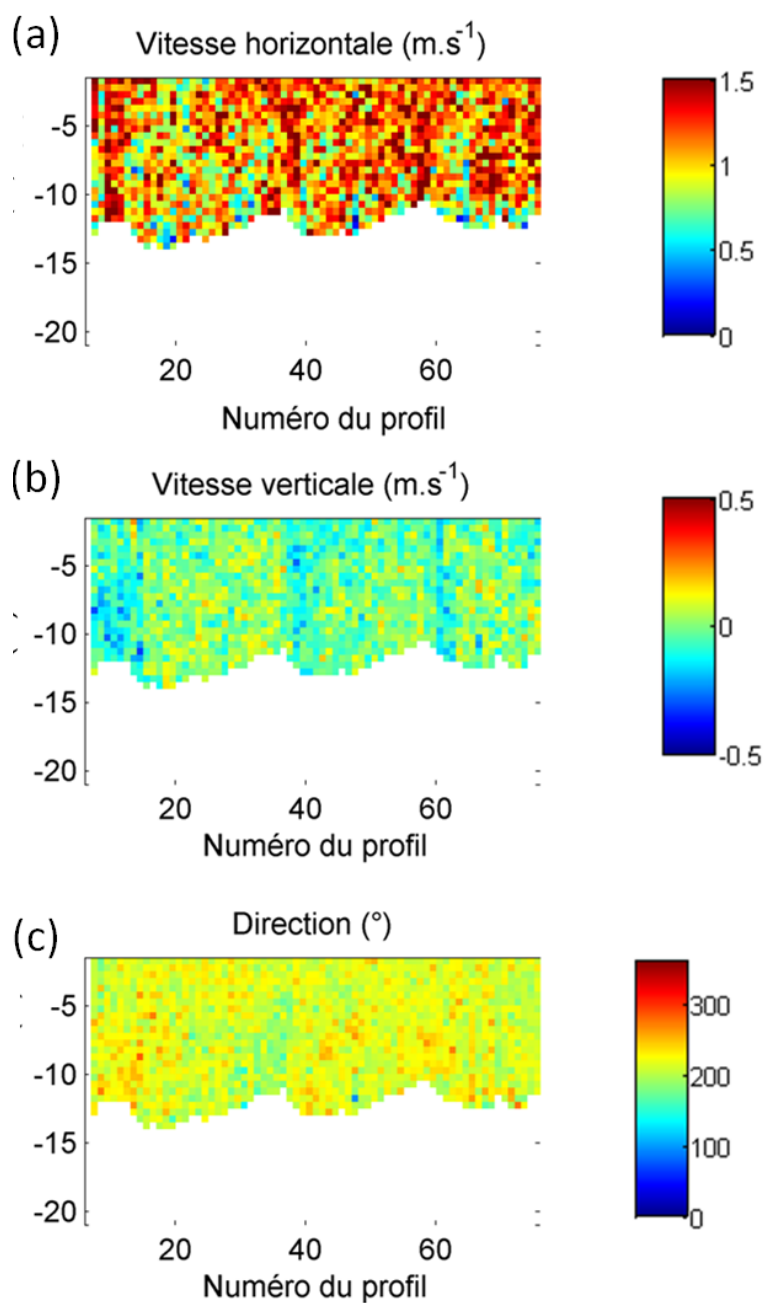 (a)
Vitesse horizontale (m.s-1)
-5
-10
-15
-20
20 40 60
Numéro du profil
1.5
1
0.5
0
(b)
Vitesse verticale (m.s-1)
-5
-10
-15
-20
20 40 60
Numéro du profil
0.5
0
-0.5
(c)
Direction (°)
-5
-10
-15
-20
20 40 60
Numéro du profil
300
200
100
0